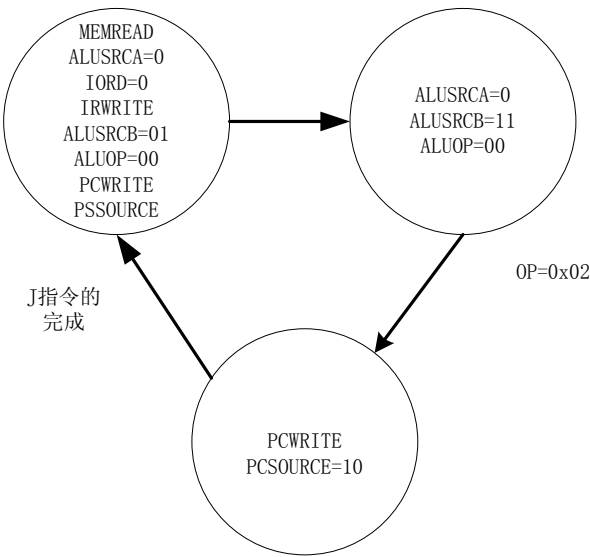 MEMREAD
ALUSRCA=0
IORD=0
IRWRITE
ALUSRCB=01
ALUOP=00
PCWRITE
PSSOURCE
ALUSRCA=0
ALUSRCB=11
ALUOP=00
OP=0x02
J指令的
完成
PCWRITE
PCSOURCE=10